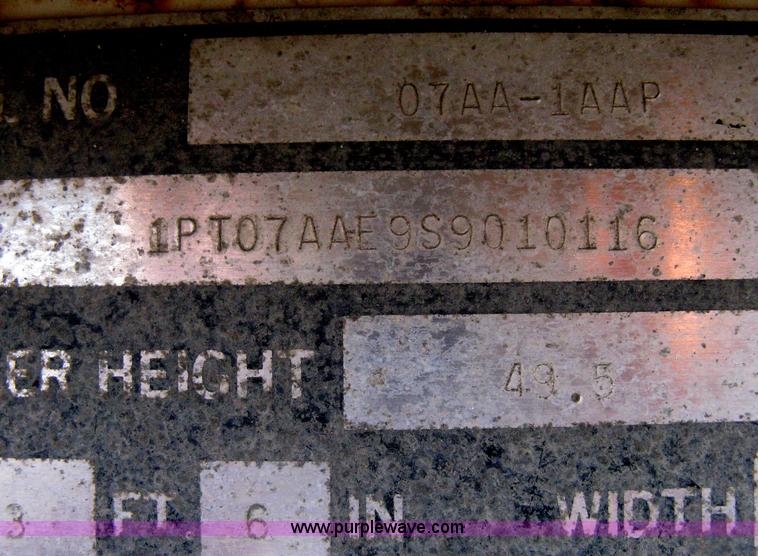 NO 07AA-1AAP
1PT07AAE9S9010116
ER HEIGHT 49.5
3 FT. 6 IN. WIDTH
www.purplewave.com